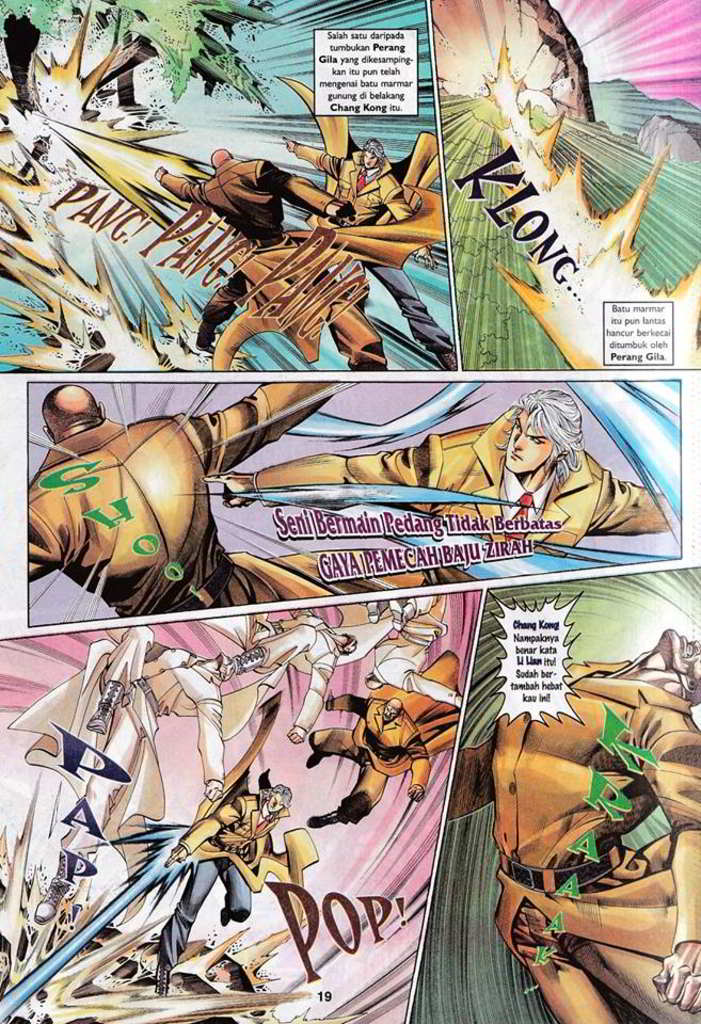 Salah satu daripada
tumbukan Perang
Gila yang dikesamping-
kan itu pun telah
mengenai batu marmar
gunung di belakang
Chang Kong itu.
PANG! PANG! PANG!
KLONG...
Batu marmar
itu pun lantas
hancur berkecai
ditumbuk oleh
Perang Gila.
SHOOT
Seni Bermain Pedang Tidak Berbatas
GAYA PEMECAH BAJU ZIRAH
PAP!
POP!
Chang Kong!
Nampaknya
benar kata
Li Lian itu!
Sudah ber-
tambah hebat
kau ini!
KRAAAK!
19